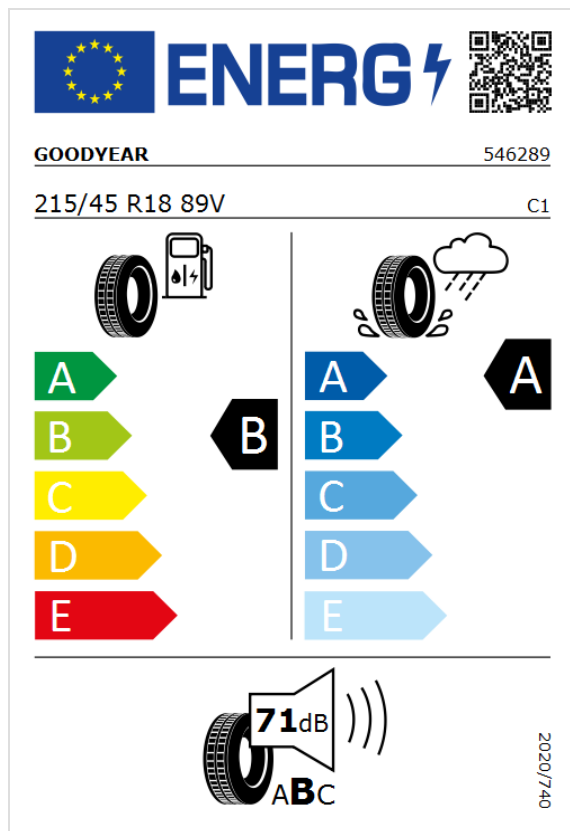 ENERG
GOODYEAR 546289
215/45 R18 89V C1
A A A
B B B
C C
D D
E E
71dB
ABC
2020/740